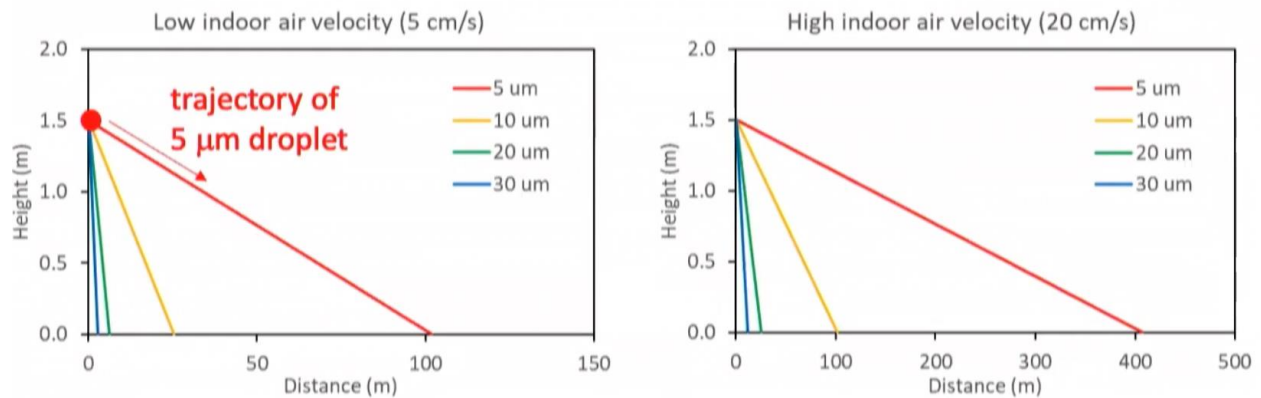 Low indoor air velocity (5 cm/s)
2.0
1.5
1.0
0.5
0.0
Height (m)
0
50
100
150
Distance (m)
trajectory of
5 μm droplet
5 um
10 um
20 um
30 um
High indoor air velocity (20 cm/s)
2.0
1.5
1.0
0.5
0.0
Height (m)
0
100
200
300
400
500
Distance (m)
5 um
10 um
20 um
30 um